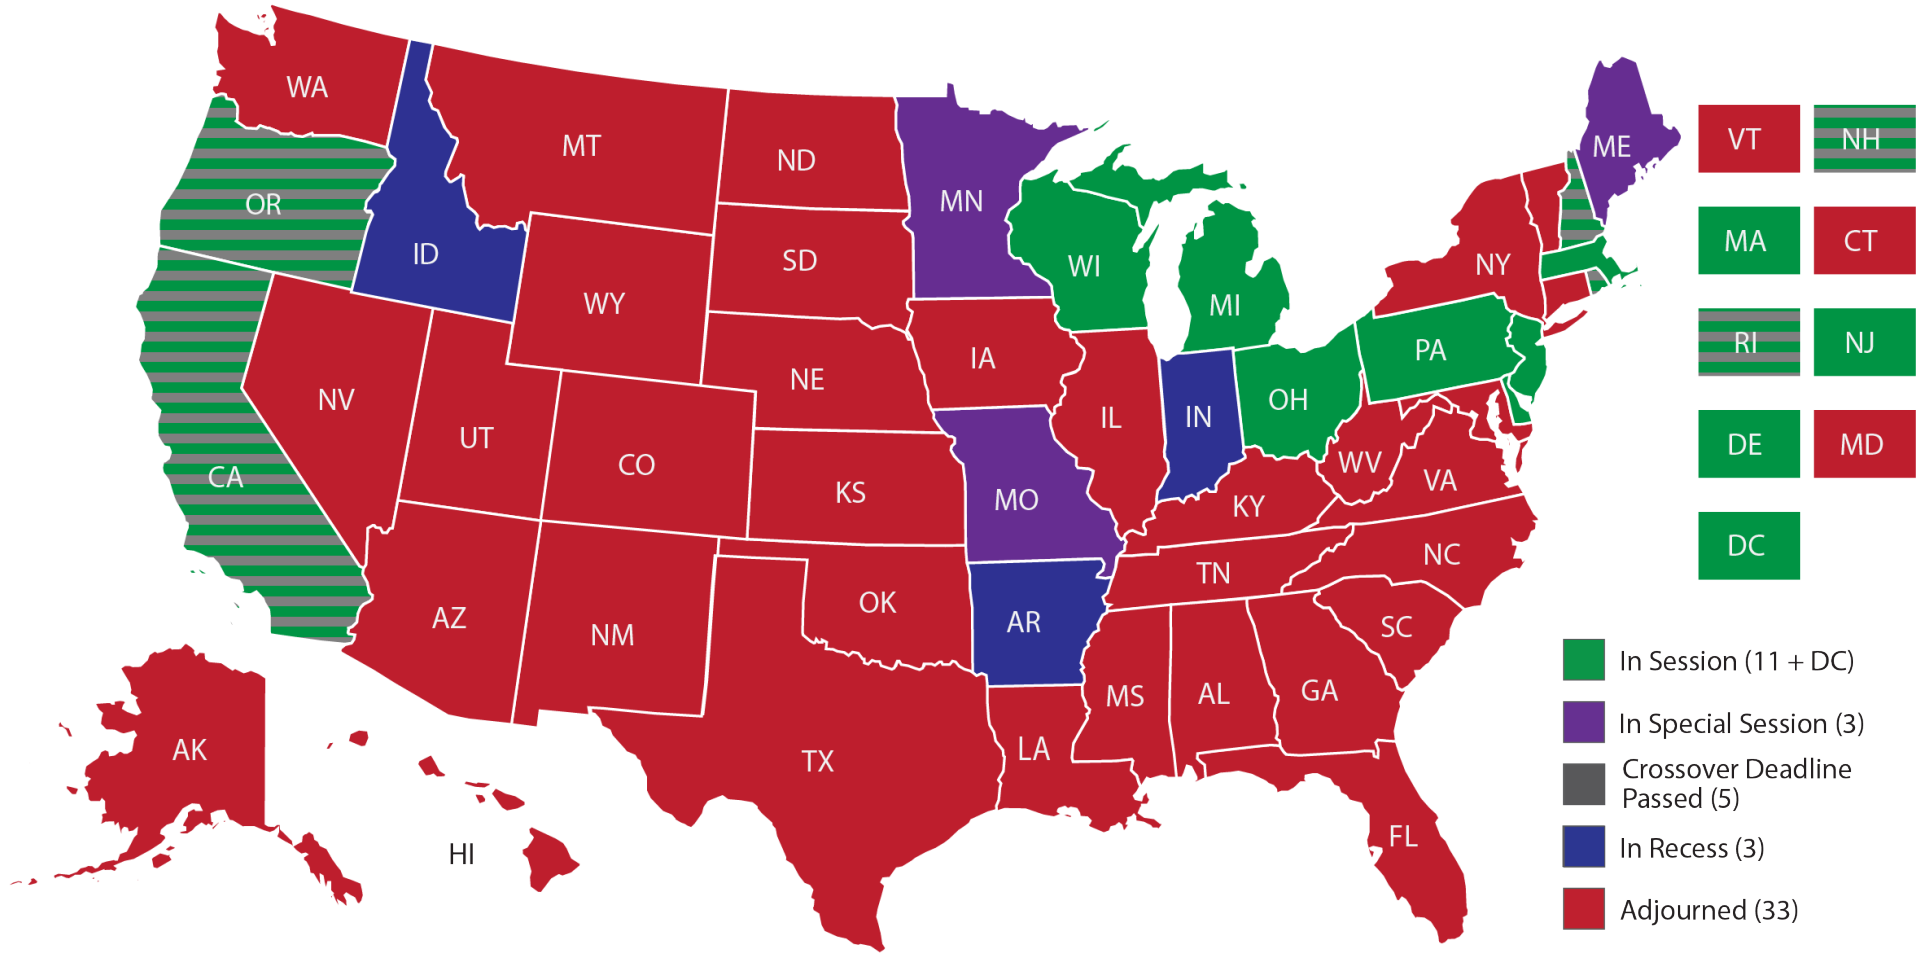 WA
MT
ND
MN
ME
VT
NH
OR
ID
SD
WI
MI
NY
MA
CT
WY
IA
NE
PA
RI
NJ
NV
UT
CO
KS
MO
IL
IN
OH
WV
VA
KY
DE
MD
CA
AZ
NM
OK
AR
TN
NC
SC
DC
MS
AL
GA
LA
TX
FL
AK
HI
In Session (11 + DC)
In Special Session (3)
Crossover Deadline
Passed (5)
In Recess (3)
Adjourned (33)